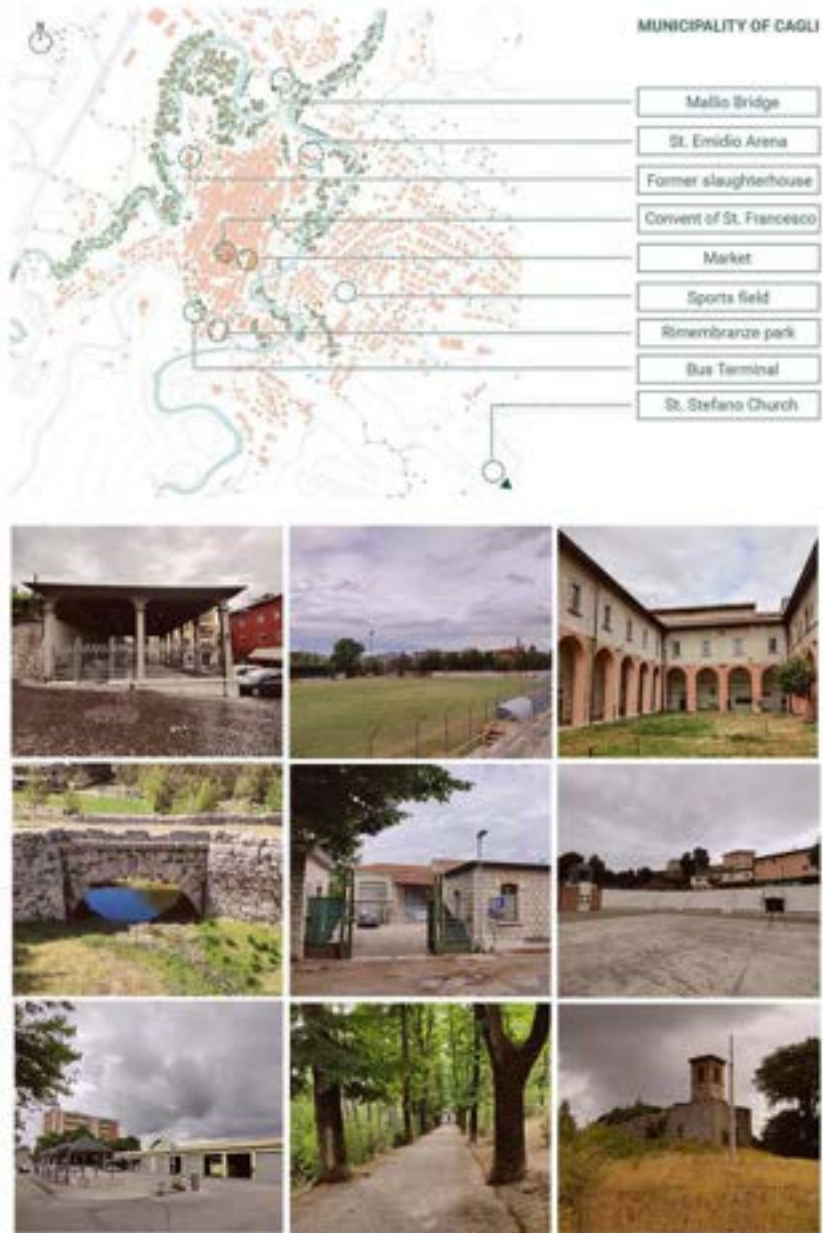 N
MUNICIPALITY OF CAGLI
Mallio Bridge
St. Emidio Arena
Former slaughterhouse
Convent of St. Francesco
Market
Sports field
Rimembranze park
Bus Terminal
St. Stefano Church